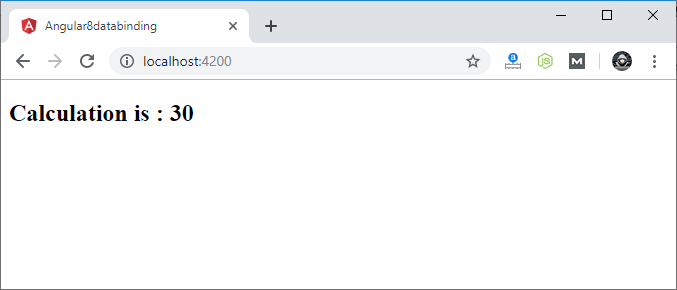 Angular8databinding
localhost:4200
Calculation is : 30